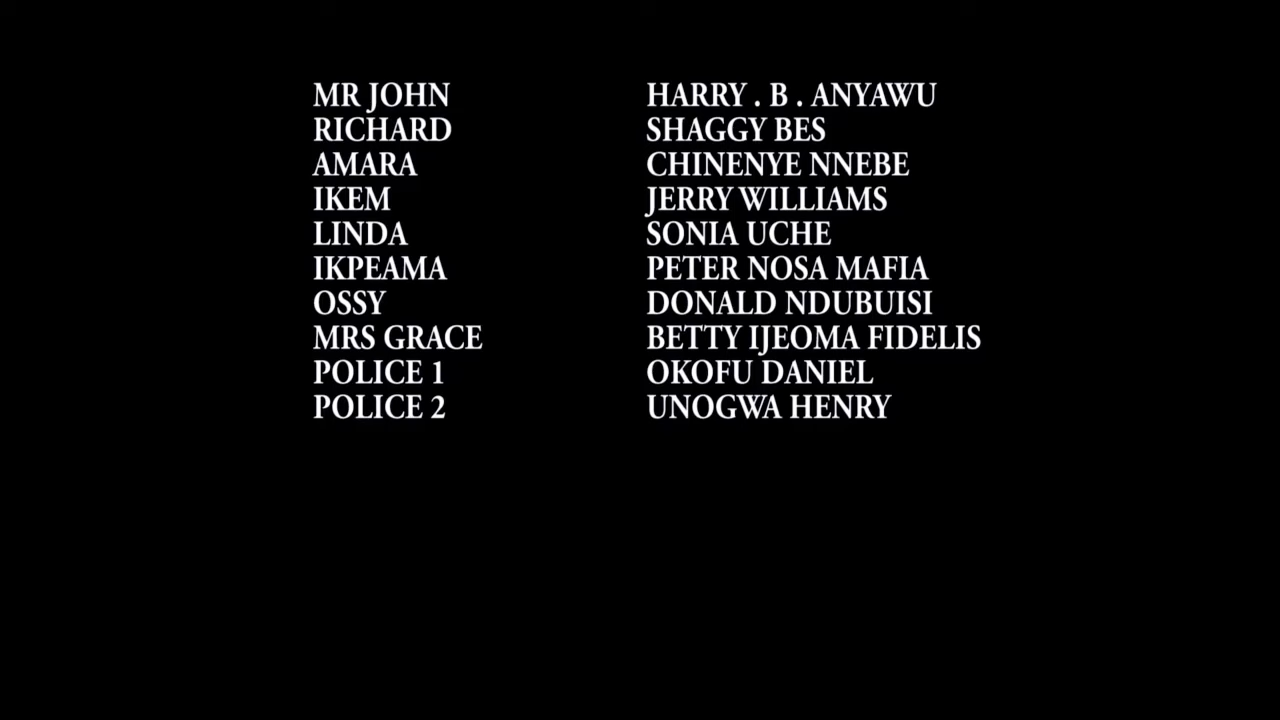 MR JOHN HARRY . B . ANYAWU
RICHARD SHAGGY BES
AMARA CHINENYE NNEBE
IKEM JERRY WILLIAMS
LINDA SONIA UCHE
IKPEAMA PETER NOSA MAFIA
OSSY DONALD NDUBUISI
MRS GRACE BETTY IJEOMA FIDELIS
POLICE 1 OKOFU DANIEL
POLICE 2 UNOGWA HENRY